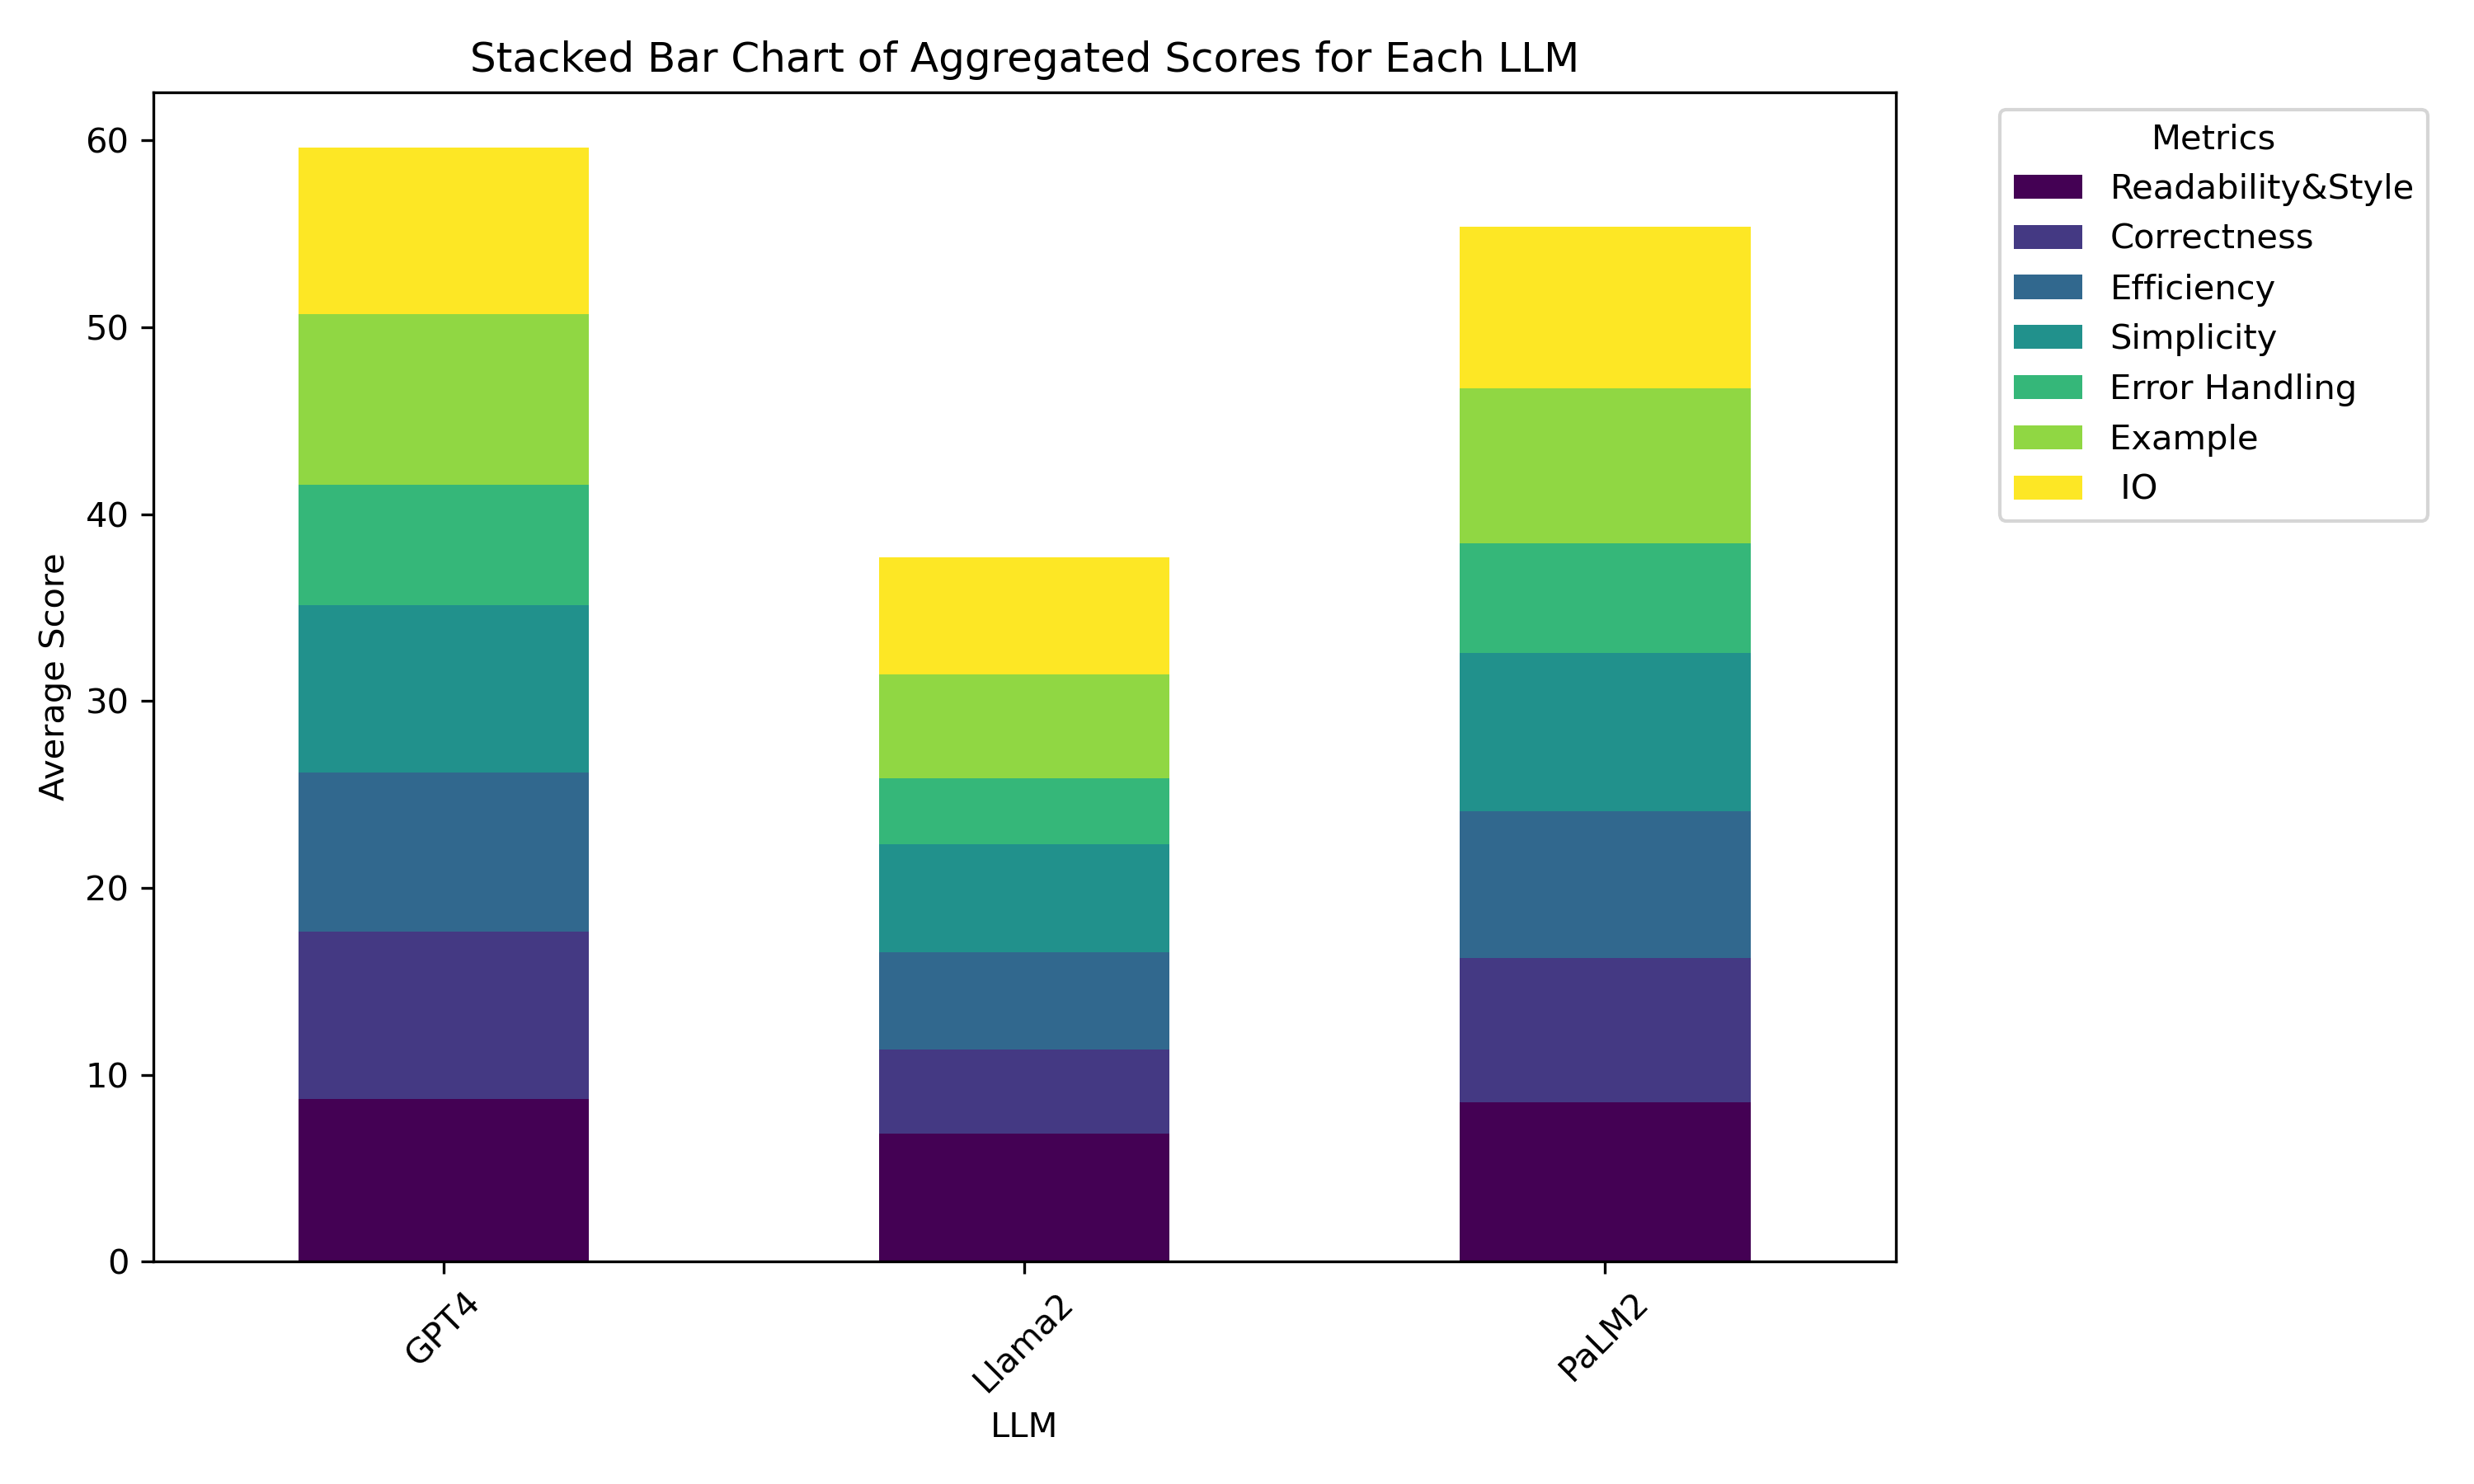 Stacked Bar Chart of Aggregated Scores for Each LLM
Average Score
60
50
40
30
20
10
0
GPT4
Llama2
PaLM2
LLM
Metrics
Readability&Style
Correctness
Efficiency
Simplicity
Error Handling
Example
IO